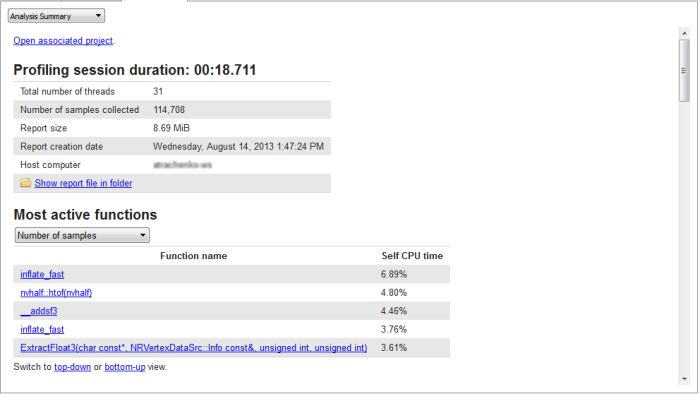 Analysis Summary
Open associated project.
Profiling session duration: 00:18.711
Total number of threads 31
Number of samples collected 114,708
Report size 8.69 MiB
Report creation date Wednesday, August 14, 2013 1:47:24 PM
Host computer
Show report file in folder
Most active functions
Number of samples
Function name Self CPU time
inflate_fast 6.89%
nvhalf::htof(nvhalf) 4.80%
__addsf3 4.46%
inflate_fast 3.76%
ExtractFloat3(char const*, NRVertexDataSrc::Info const&, unsigned int, unsigned int) 3.61%
Switch to top-down or bottom-up view.